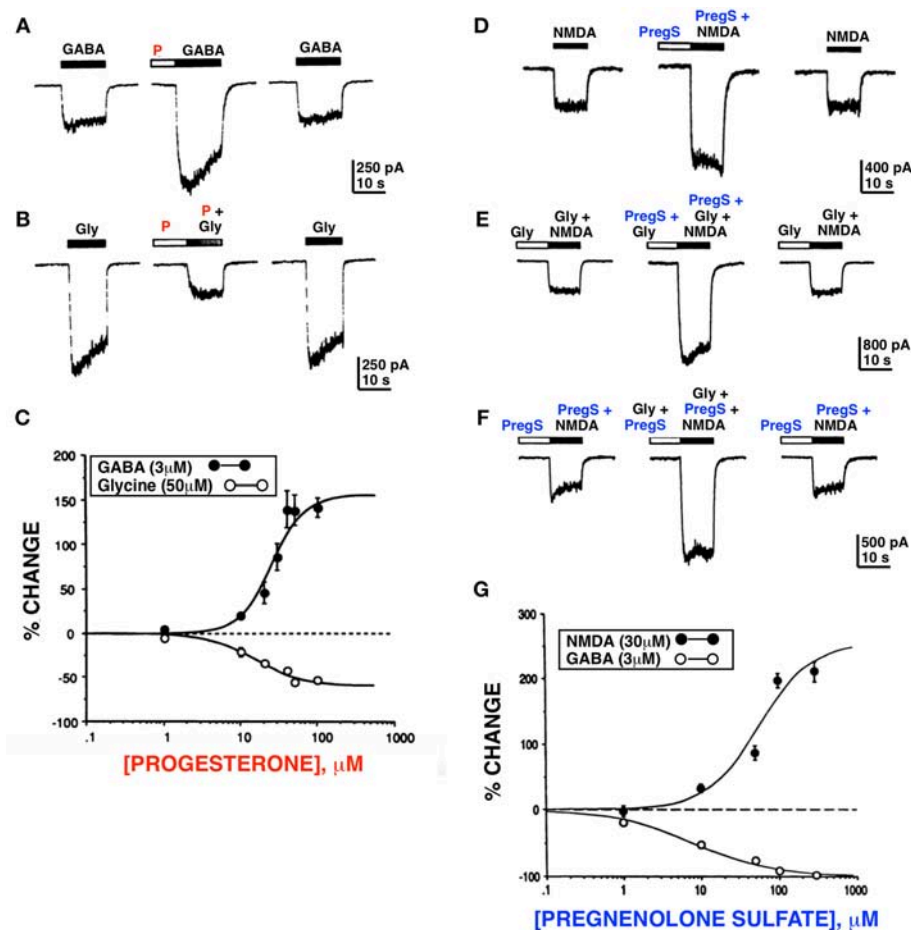 A
GABA
P GABA
GABA
250 pA
10 s
B
Gly
P
P +
Gly
Gly
250 pA
10 s
C
GABA (3µM)
Glycine (50µM)
200
150
100
50
0
-50
-100
% CHANGE
.1 1 10 100 1000
[PROGESTERONE], µM
D
NMDA
PregS
PregS +
NMDA
NMDA
400 pA
10 s
E
Gly
Gly +
NMDA
PregS +
Gly
PregS +
Gly +
NMDA
Gly
Gly +
NMDA
800 pA
10 s
F
PregS
PregS +
NMDA
Gly +
PregS
Gly +
PregS +
NMDA
PregS
PregS +
NMDA
500 pA
10 s
G
NMDA (30µM)
GABA (3µM)
300
200
100
0
-100
% CHANGE
.1 1 10 100 1000
[PREGNENOLONE SULFATE], µM